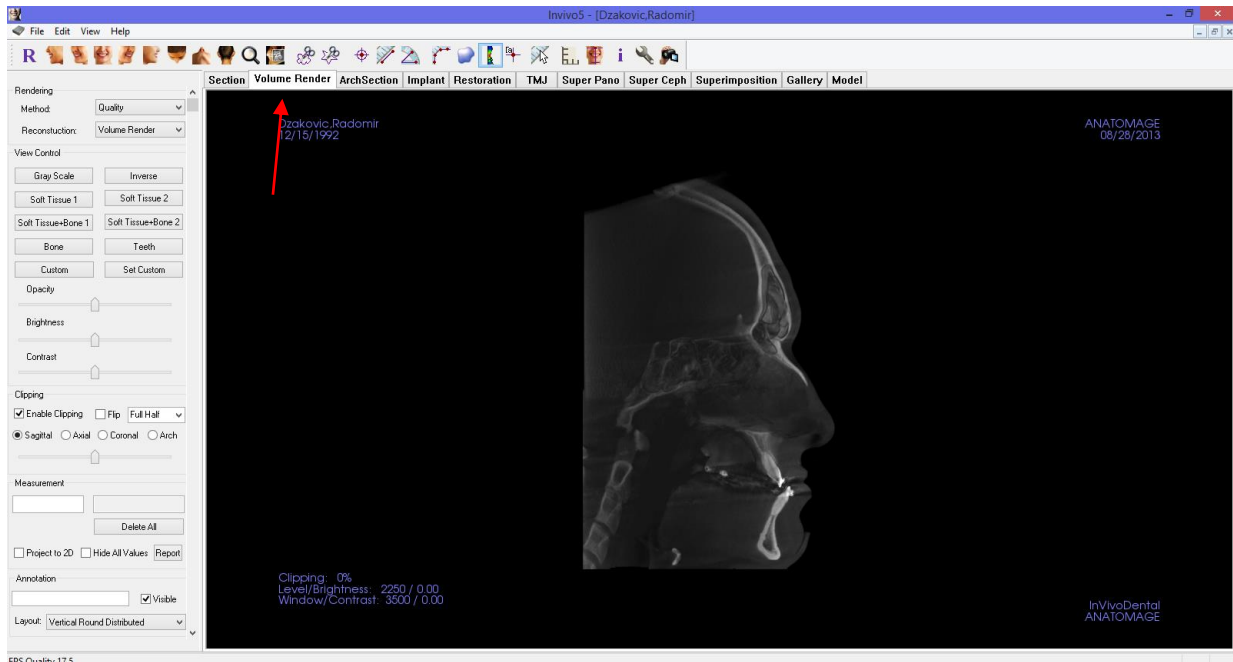 Invivo5 - [Dzakovic,Radomir]
File Edit View Help
Section Volume Render ArchSection Implant Restoration TMJ Super Pano Super Ceph Superimposition Gallery Model
Rendering
Method: Quality
Reconstuction: Volume Render
View Control
Gray Scale Inverse
Soft Tissue 1 Soft Tissue 2
Soft Tissue+Bone 1 Soft Tissue+Bone 2
Bone Teeth
Custom Set Custom
Opacity
Brightness
Contrast
Clipping
Enable Clipping Flip Full Half
Sagittal Axial Coronal Arch
Measurement
Delete All
Project to 2D Hide All Values Report
Annotation
Visible
Layout: Vertical Round Distributed
Dzakovic,Radomir
12/15/1992
ANATOMAGE
08/28/2013
Clipping: 0%
Level/Brightness: 2250 / 0.00
Window/Contrast: 3500 / 0.00
InVivoDental
ANATOMAGE
FPS Quality 17.5